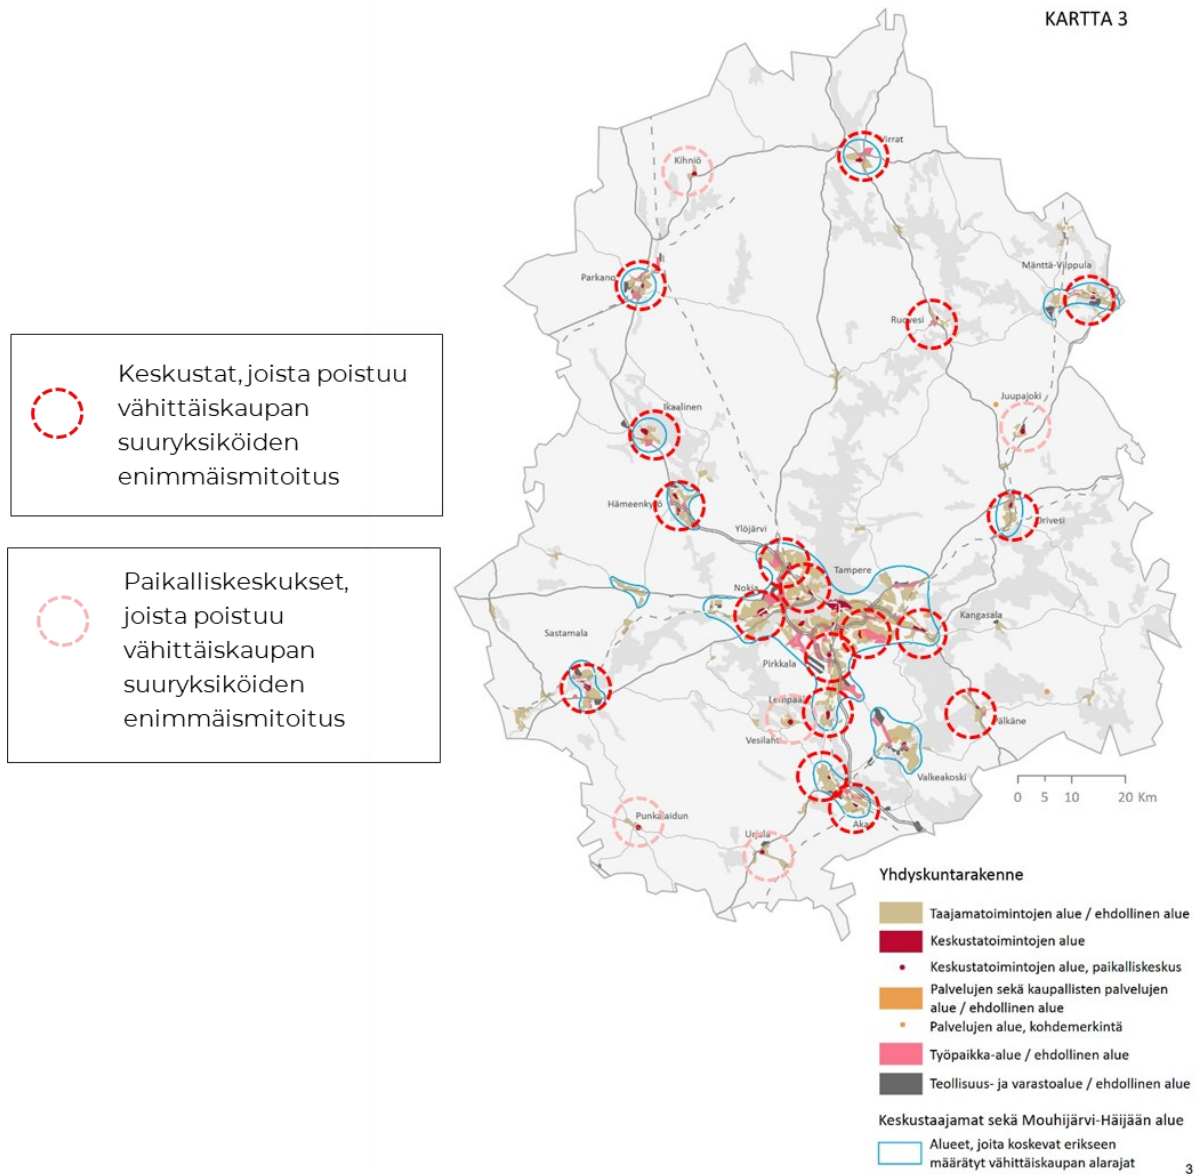 KARTTA 3
Keskustat, joista poistuu
vähittäiskaupan
suuryksiköiden
enimmäismitoitus
Paikalliskeskukset,
joista poistuu
vähittäiskaupan
suuryksiköiden
enimmäismitoitus
Virrat
Kihniö
Mänttä-Vilppula
Parkano
Ruovesi
Juupajoki
Ikaalinen
Hämeenkyrö
Orivesi
Ylöjärvi
Tampere
Nokia
Kangasala
Sastamala
Pirkkala
Lempäälä
Pälkäne
Vesilahti
Valkeakoski
Punkalaidun
Akaa
Urjala
0 5 10 20 Km
Yhdyskuntarakenne
Taajamatoimintojen alue / ehdollinen alue
Keskustatoimintojen alue
Keskustatoimintojen alue, paikalliskeskus
Palvelujen sekä kaupallisten palvelujen
alue / ehdollinen alue
Palvelujen alue, kohdemerkintä
Työpaikka-alue / ehdollinen alue
Teollisuus- ja varastoalue / ehdollinen alue
Keskustaajamat sekä Mouhijärvi-Häijään alue
Alueet, joita koskevat erikseen
määrätyt vähittäiskaupan alarajat
3